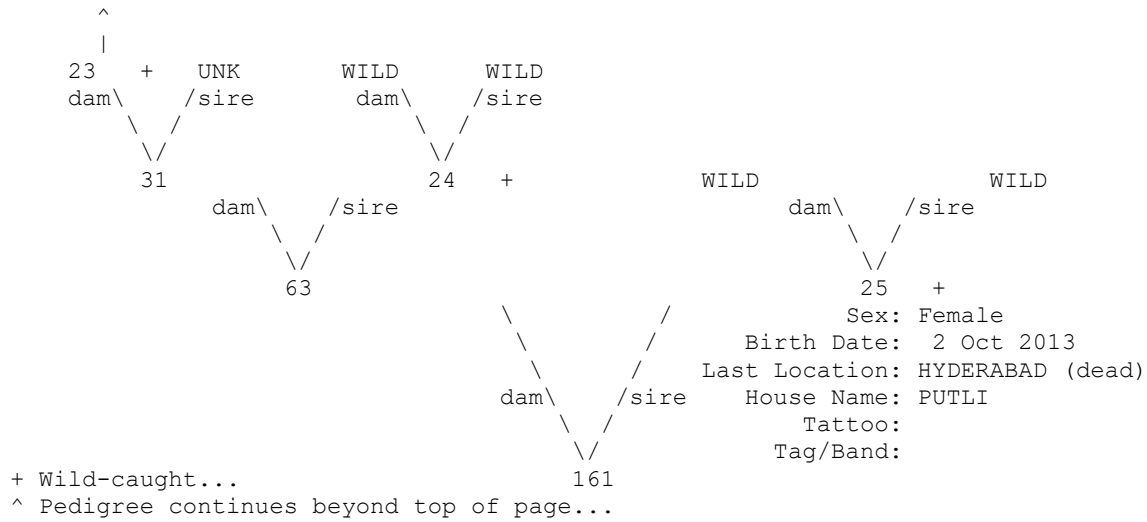 ^
|
23 + UNK WILD WILD
dam\ /sire dam\ /sire
\ / \ /
\/ \/
31 24 + WILD WILD
dam\ /sire dam\ /sire
\ / \ /
\/ \/
63 25 +
\ / Sex: Female
\ / Birth Date: 2 Oct 2013
\ / Last Location: HYDERABAD (dead)
dam\ /sire House Name: PUTLI
\ / Tattoo:
\/ Tag/Band:
+ Wild-caught... 161
^ Pedigree continues beyond top of page...